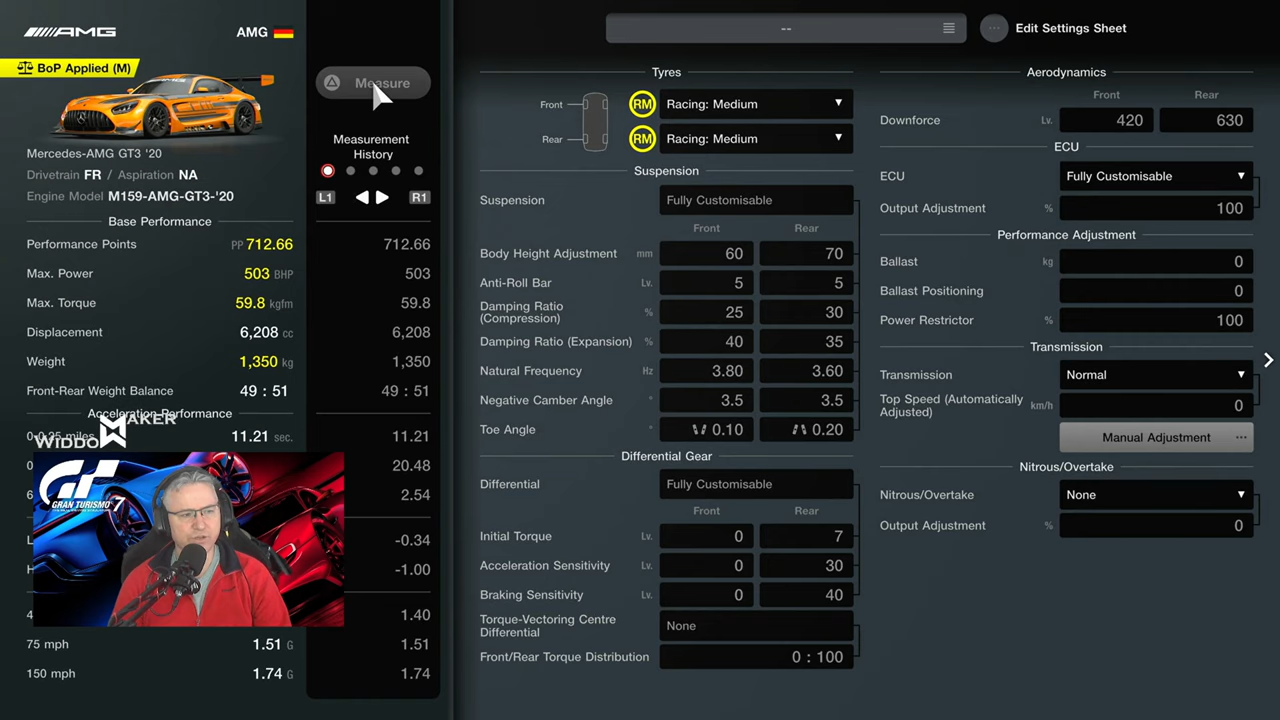 AMG
AMG
BoP Applied (M)
Mercedes-AMG GT3 '20
Drivetrain FR / Aspiration NA
Engine Model M159-AMG-GT3-'20
Base Performance
Performance Points PP 712.66
Max. Power 503 BHP
Max. Torque 59.8 kgfm
Displacement 6,208 cc
Weight 1,350 kg
Front-Rear Weight Balance 49 : 51
Acceleration Performance
11.21 sec.
WIDDOWMAKER
GRAN TURISMO 7
75 mph 1.51 G
150 mph 1.74 G
Measure
Measurement
History
L1 R1
712.66
503
59.8
6,208
1,350
49 : 51
11.21
20.48
2.54
-0.34
-1.00
1.40
1.51
1.74
-- Edit Settings Sheet
Tyres
Front RM Racing: Medium
Rear RM Racing: Medium
Suspension
Suspension Fully Customisable
Front Rear
Body Height Adjustment mm 60 70
Anti-Roll Bar Lv. 5 5
Damping Ratio
(Compression) % 25 30
Damping Ratio (Expansion) % 40 35
Natural Frequency Hz 3.80 3.60
Negative Camber Angle ° 3.5 3.5
Toe Angle ° 0.10 0.20
Differential Gear
Differential Fully Customisable
Front Rear
Initial Torque Lv. 0 7
Acceleration Sensitivity Lv. 0 30
Braking Sensitivity Lv. 0 40
Torque-Vectoring Centre
Differential None
Front/Rear Torque Distribution 0 : 100
Aerodynamics
Front Rear
Downforce Lv. 420 630
ECU
ECU Fully Customisable
Output Adjustment % 100
Performance Adjustment
Ballast kg 0
Ballast Positioning 0
Power Restrictor % 100
Transmission
Transmission Normal
Top Speed (Automatically
Adjusted) km/h 0
Manual Adjustment ...
Nitrous/Overtake
Nitrous/Overtake None
Output Adjustment % 0